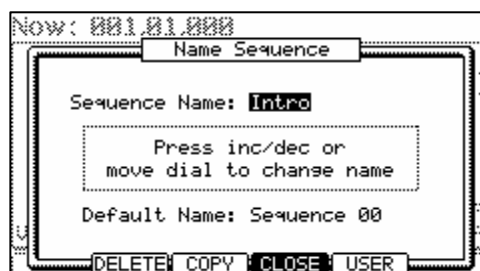 Now: 001.01.000
Name Sequence
Sequence Name: Intro
Press inc/dec or
move dial to change name
Default Name: Sequence 00
DELETE COPY CLOSE USER